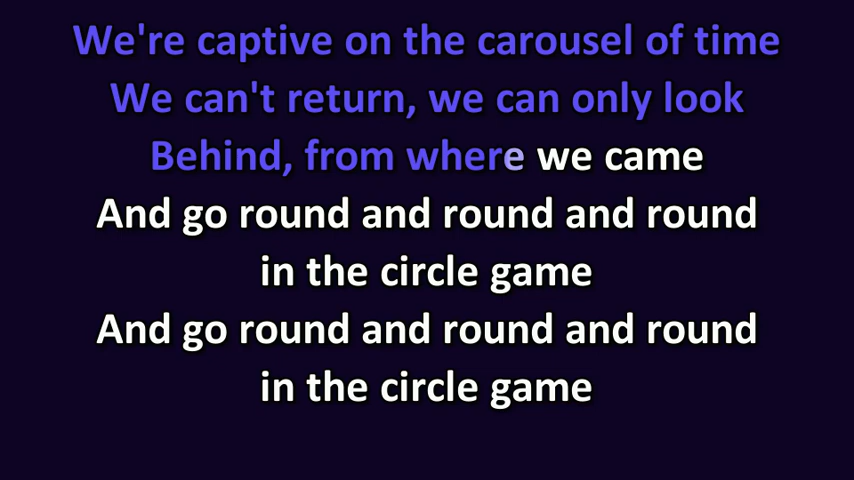 We're captive on the carousel of time
We can't return, we can only look
Behind, from where we came
And go round and round and round
in the circle game
And go round and round and round
in the circle game